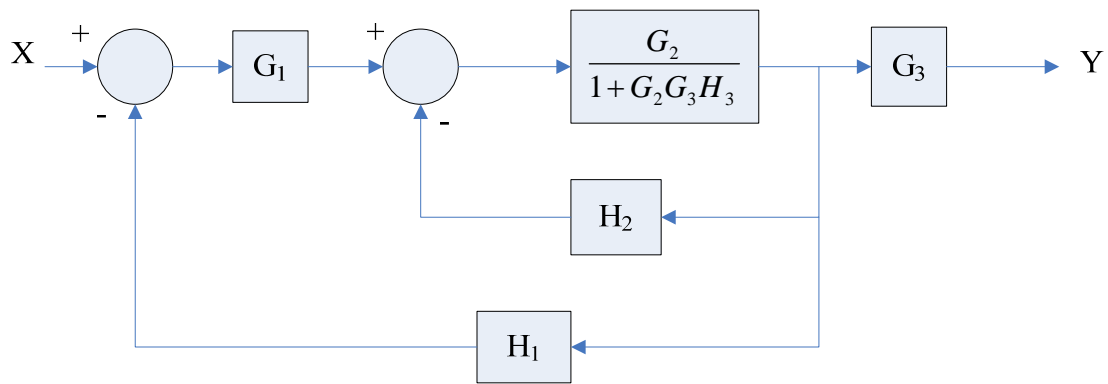 X
+
-
G₁
+
-
G₂
1+G₂G₃H₃
G₃
Y
H₂
H₁